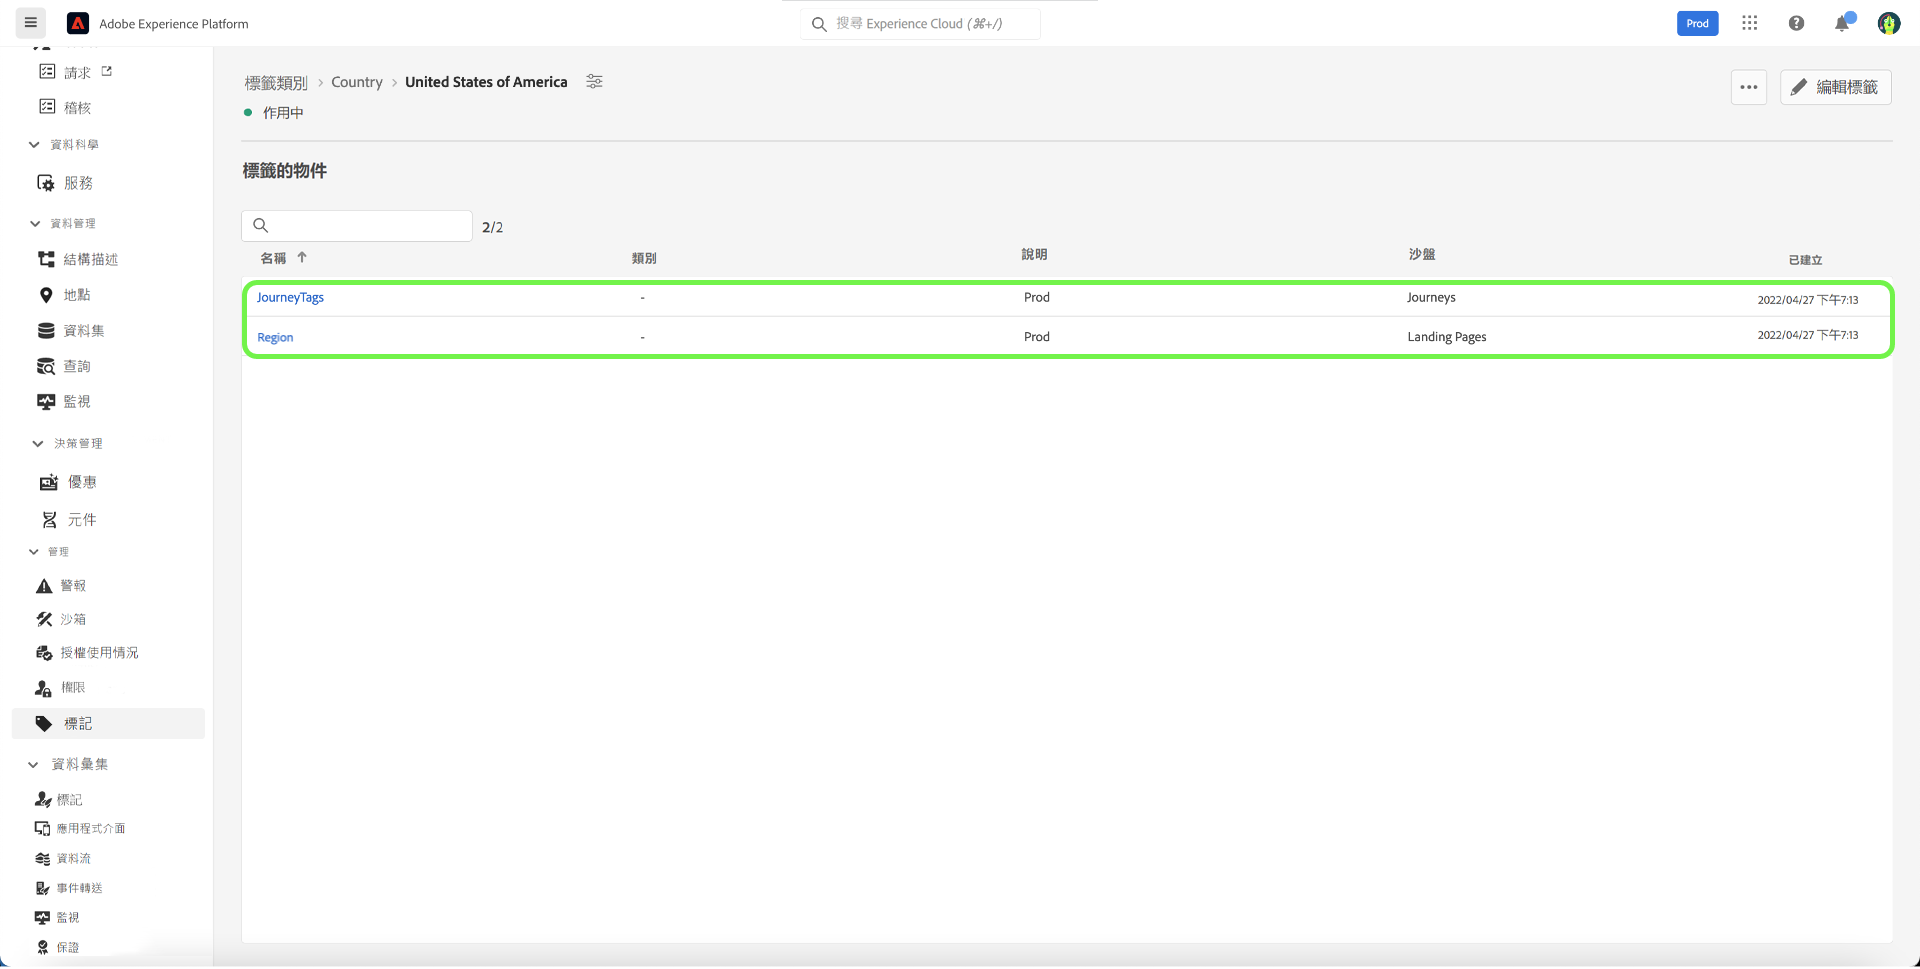 Adobe Experience Platform
搜尋 Experience Cloud (⌘+/)
Prod
請求
稽核
資料科學
服務
資料管理
結構描述
地點
資料集
查詢
監視
決策管理
優惠
元件
管理
警報
沙箱
授權使用情況
權限
標記
資料彙集
標記
應用程式介面
資料流
事件轉送
監視
保證
標籤類別 › Country › United States of America
作用中
編輯標籤
標籤的物件
2/2
名稱 ↑ 類別 說明 沙盤 已建立
JourneyTags - Prod Journeys 2022/04/27 下午7:13
Region - Prod Landing Pages 2022/04/27 下午7:13